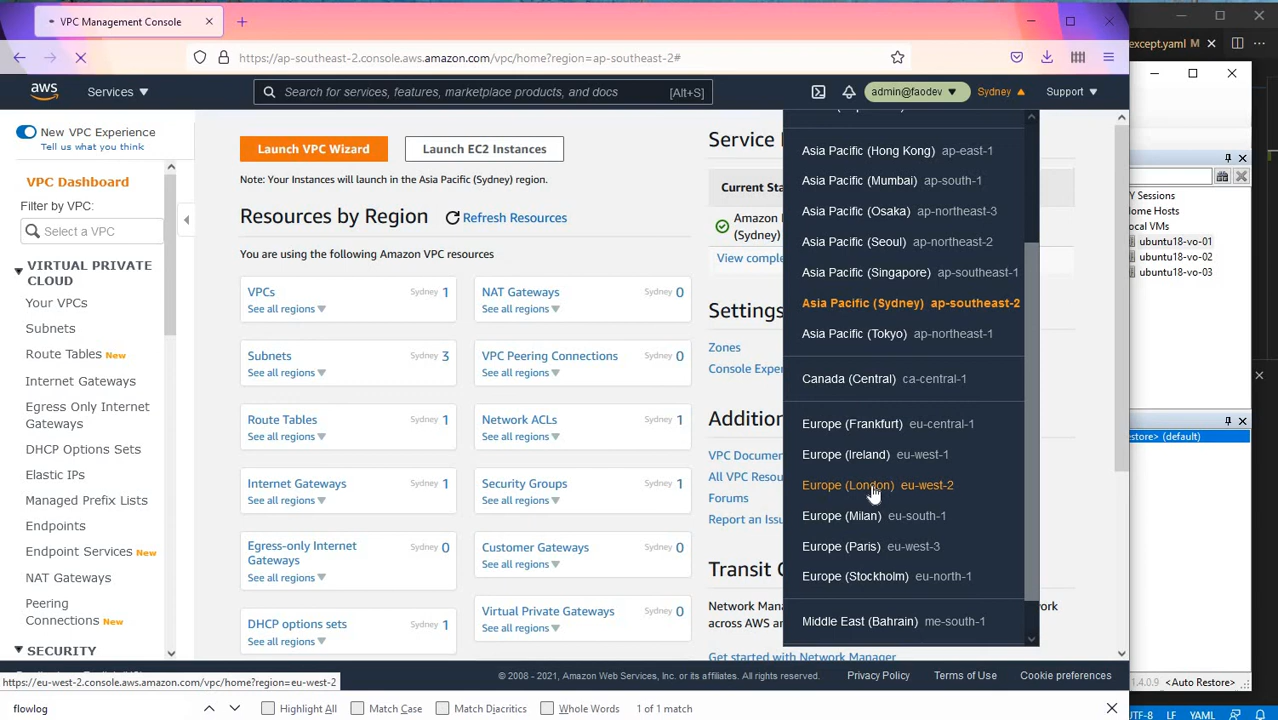 VPC Management Console
except.yaml
https://ap-southeast-2.console.aws.amazon.com/vpc/home?region=ap-southeast-2#
aws
Services
Search for services, features, marketplace products, and docs
[Alt+S]
admin@faodev
Sydney
Support
New VPC Experience
Tell us what you think
VPC Dashboard
Filter by VPC:
Select a VPC
VIRTUAL PRIVATE
CLOUD
Your VPCs
Subnets
Route Tables New
Internet Gateways
Egress Only Internet
Gateways
DHCP Options Sets
Elastic IPs
Managed Prefix Lists
Endpoints
Endpoint Services New
NAT Gateways
Peering
Connections New
SECURITY
Launch VPC Wizard
Launch EC2 Instances
Note: Your Instances will launch in the Asia Pacific (Sydney) region.
Resources by Region
Refresh Resources
You are using the following Amazon VPC resources
VPCs Sydney 1
See all regions
NAT Gateways Sydney 0
See all regions
Subnets Sydney 3
See all regions
VPC Peering Connections Sydney 0
See all regions
Route Tables Sydney 1
See all regions
Network ACLs Sydney 1
See all regions
Internet Gateways Sydney 1
See all regions
Security Groups Sydney 1
See all regions
Egress-only Internet
Gateways
Sydney 0
See all regions
Customer Gateways Sydney 0
See all regions
DHCP options sets Sydney 1
See all regions
Virtual Private Gateways Sydney 0
See all regions
Service
Current Sta
Amazon
(Sydney)
View comple
Settings
Zones
Console Exper
Addition
VPC Documen
All VPC Resou
Forums
Report an Issu
Transit
Network Mana
across AWS an
work
Get started with Network Manager
Asia Pacific (Hong Kong) ap-east-1
Asia Pacific (Mumbai) ap-south-1
Asia Pacific (Osaka) ap-northeast-3
Asia Pacific (Seoul) ap-northeast-2
Asia Pacific (Singapore) ap-southeast-1
Asia Pacific (Sydney) ap-southeast-2
Asia Pacific (Tokyo) ap-northeast-1
Canada (Central) ca-central-1
Europe (Frankfurt) eu-central-1
Europe (Ireland) eu-west-1
Europe (London) eu-west-2
Europe (Milan) eu-south-1
Europe (Paris) eu-west-3
Europe (Stockholm) eu-north-1
Middle East (Bahrain) me-south-1
Y Sessions
ome Hosts
ocal VMs
ubuntu18-vo-01
ubuntu18-vo-02
ubuntu18-vo-03
estore> (default)
1.4.0.9
<Auto Restore>
© 2008 - 2021, Amazon Web Services, Inc. or its affiliates. All rights reserved.
Privacy Policy
Terms of Use
Cookie preferences
https://eu-west-2.console.aws.amazon.com/vpc/home?region=eu-west-2
flowlog
Highlight All
Match Case
Match Diacritics
Whole Words
1 of 1 match
UTF-8
LF
YAML